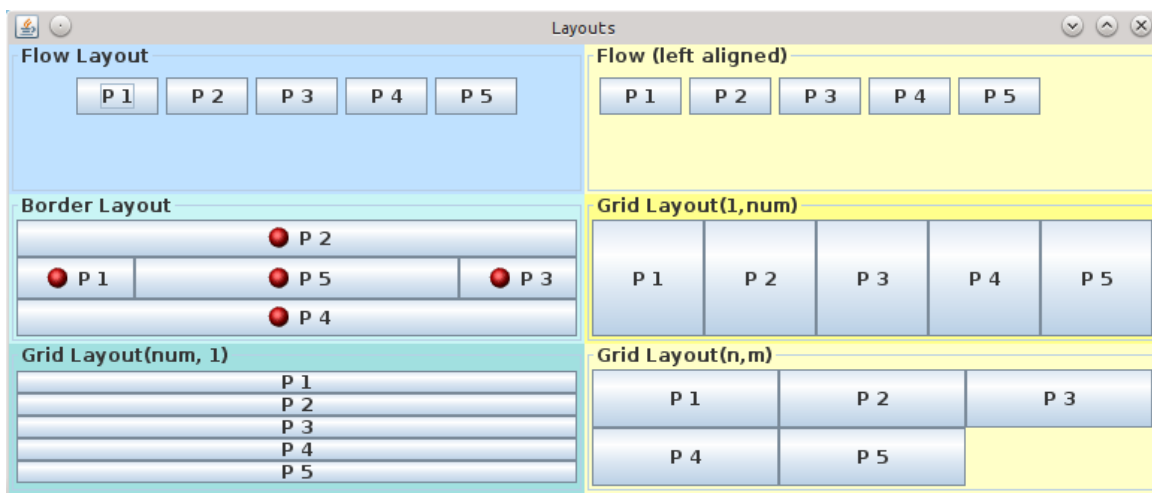 Layouts
Flow Layout
P 1 P 2 P 3 P 4 P 5
Flow (left aligned)
P 1 P 2 P 3 P 4 P 5
Border Layout
P 2
P 1 P 5 P 3
P 4
Grid Layout(1,num)
P 1 P 2 P 3 P 4 P 5
Grid Layout(num, 1)
P 1
P 2
P 3
P 4
P 5
Grid Layout(n,m)
P 1 P 2 P 3
P 4 P 5